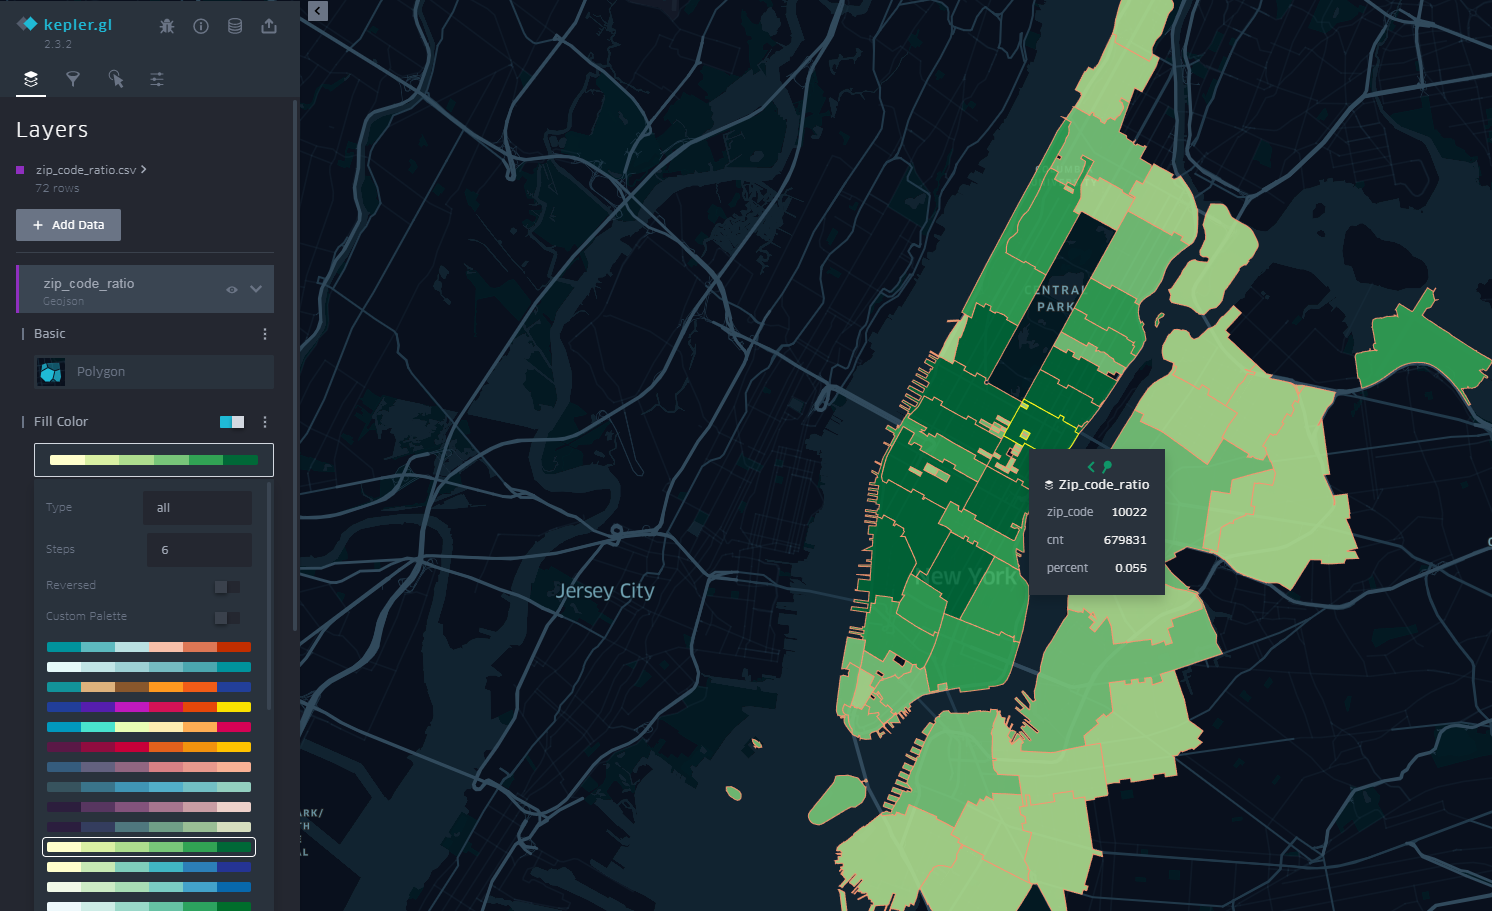 kepler.gl
2.3.2
Layers
zip_code_ratio.csv
72 rows
+ Add Data
zip_code_ratio
Geojson
Basic
Polygon
Fill Color
Type
all
Steps
6
Reversed
Custom Palette
CENTRAL
PARK
Zip_code_ratio
zip_code 10022
cnt 679831
percent 0.055
New York
Jersey City